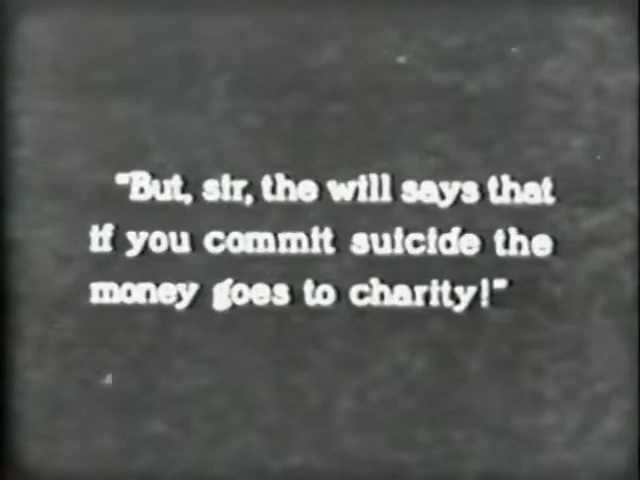 "But, sir, the will says that
if you commit suicide the
money goes to charity!"